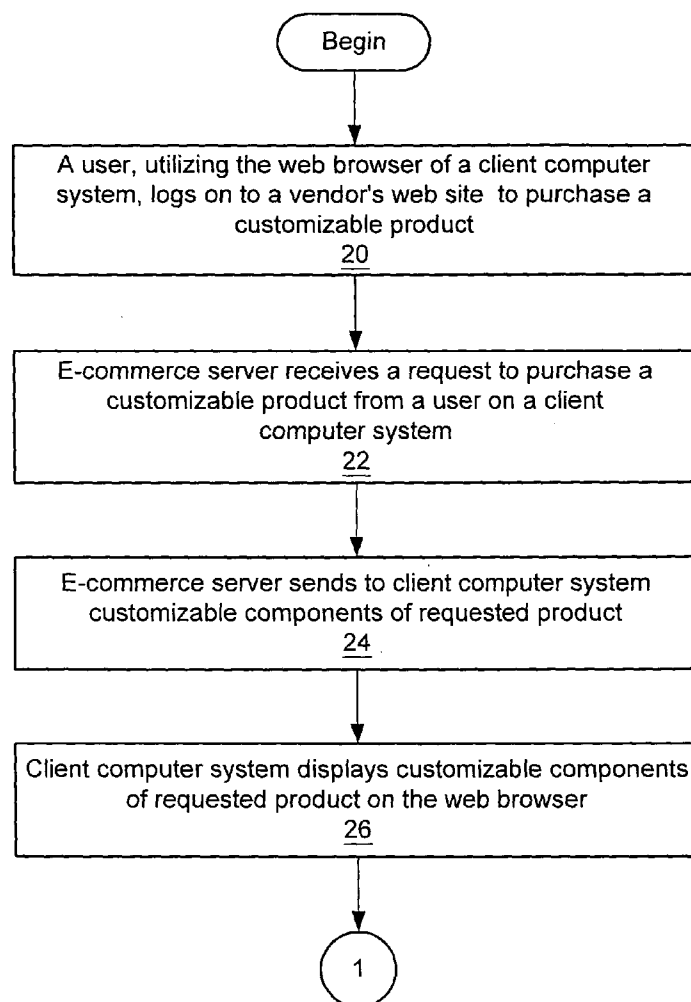 Begin
A user, utilizing the web browser of a client computer
system, logs on to a vendor's web site to purchase a
customizable product
20
E-commerce server receives a request to purchase a
customizable product from a user on a client
computer system
22
E-commerce server sends to client computer system
customizable components of requested product
24
Client computer system displays customizable components
of requested product on the web browser
26
1